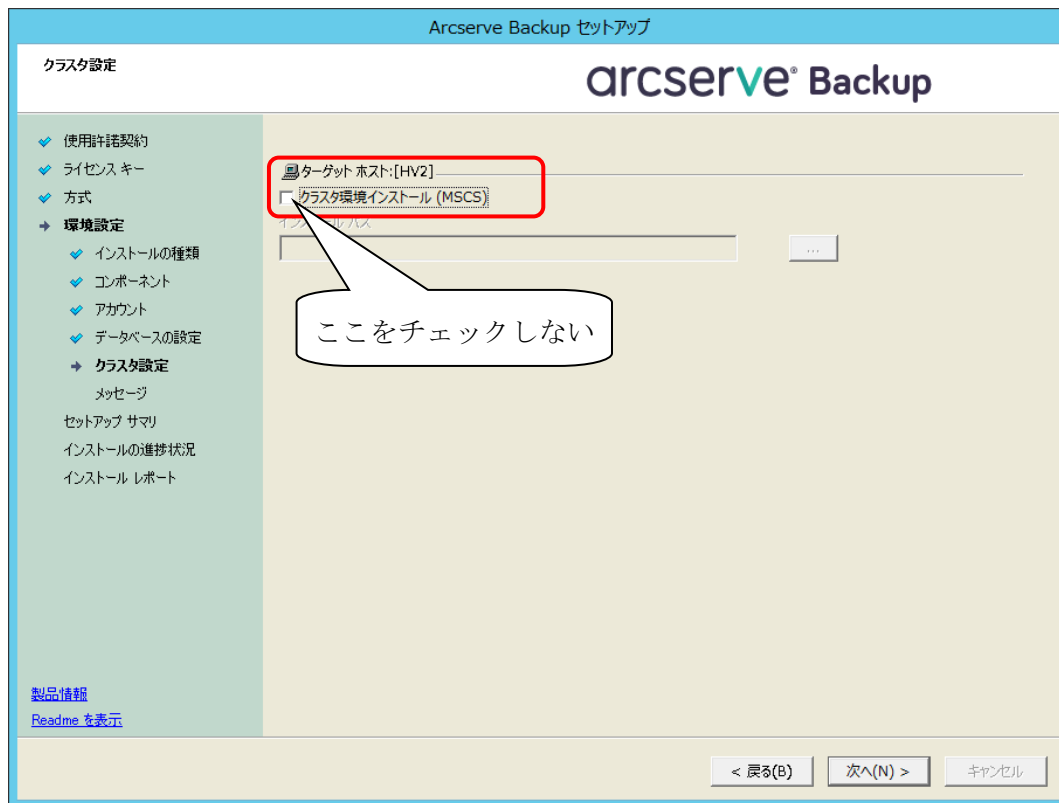 Arcserve Backup セットアップ
クラスタ設定
arcserve® Backup
使用許諾契約
ライセンス キー
方式
環境設定
インストールの種類
コンポーネント
アカウント
データベースの設定
クラスタ設定
メッセージ
セットアップ サマリ
インストールの進捗状況
インストール レポート
製品情報
Readme を表示
ターゲット ホスト:[HV2]
クラスタ環境インストール (MSCS)
インストール パス
...
ここをチェックしない
< 戻る(B)
次へ(N) >
キャンセル